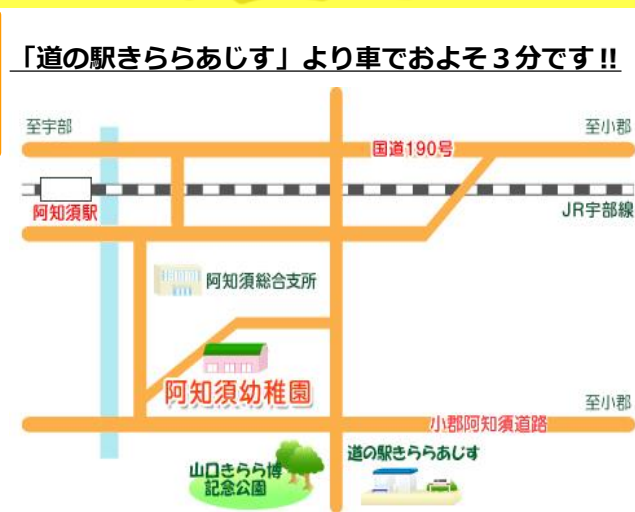 「道の駅きららあじす」より車でおよそ３分です!!
至宇部
至小郡
国道190号
阿知須駅
JR宇部線
阿知須総合支所
阿知須幼稚園
至小郡
小郡阿知須道路
道の駅きららあじす
山口きらら博
記念公園